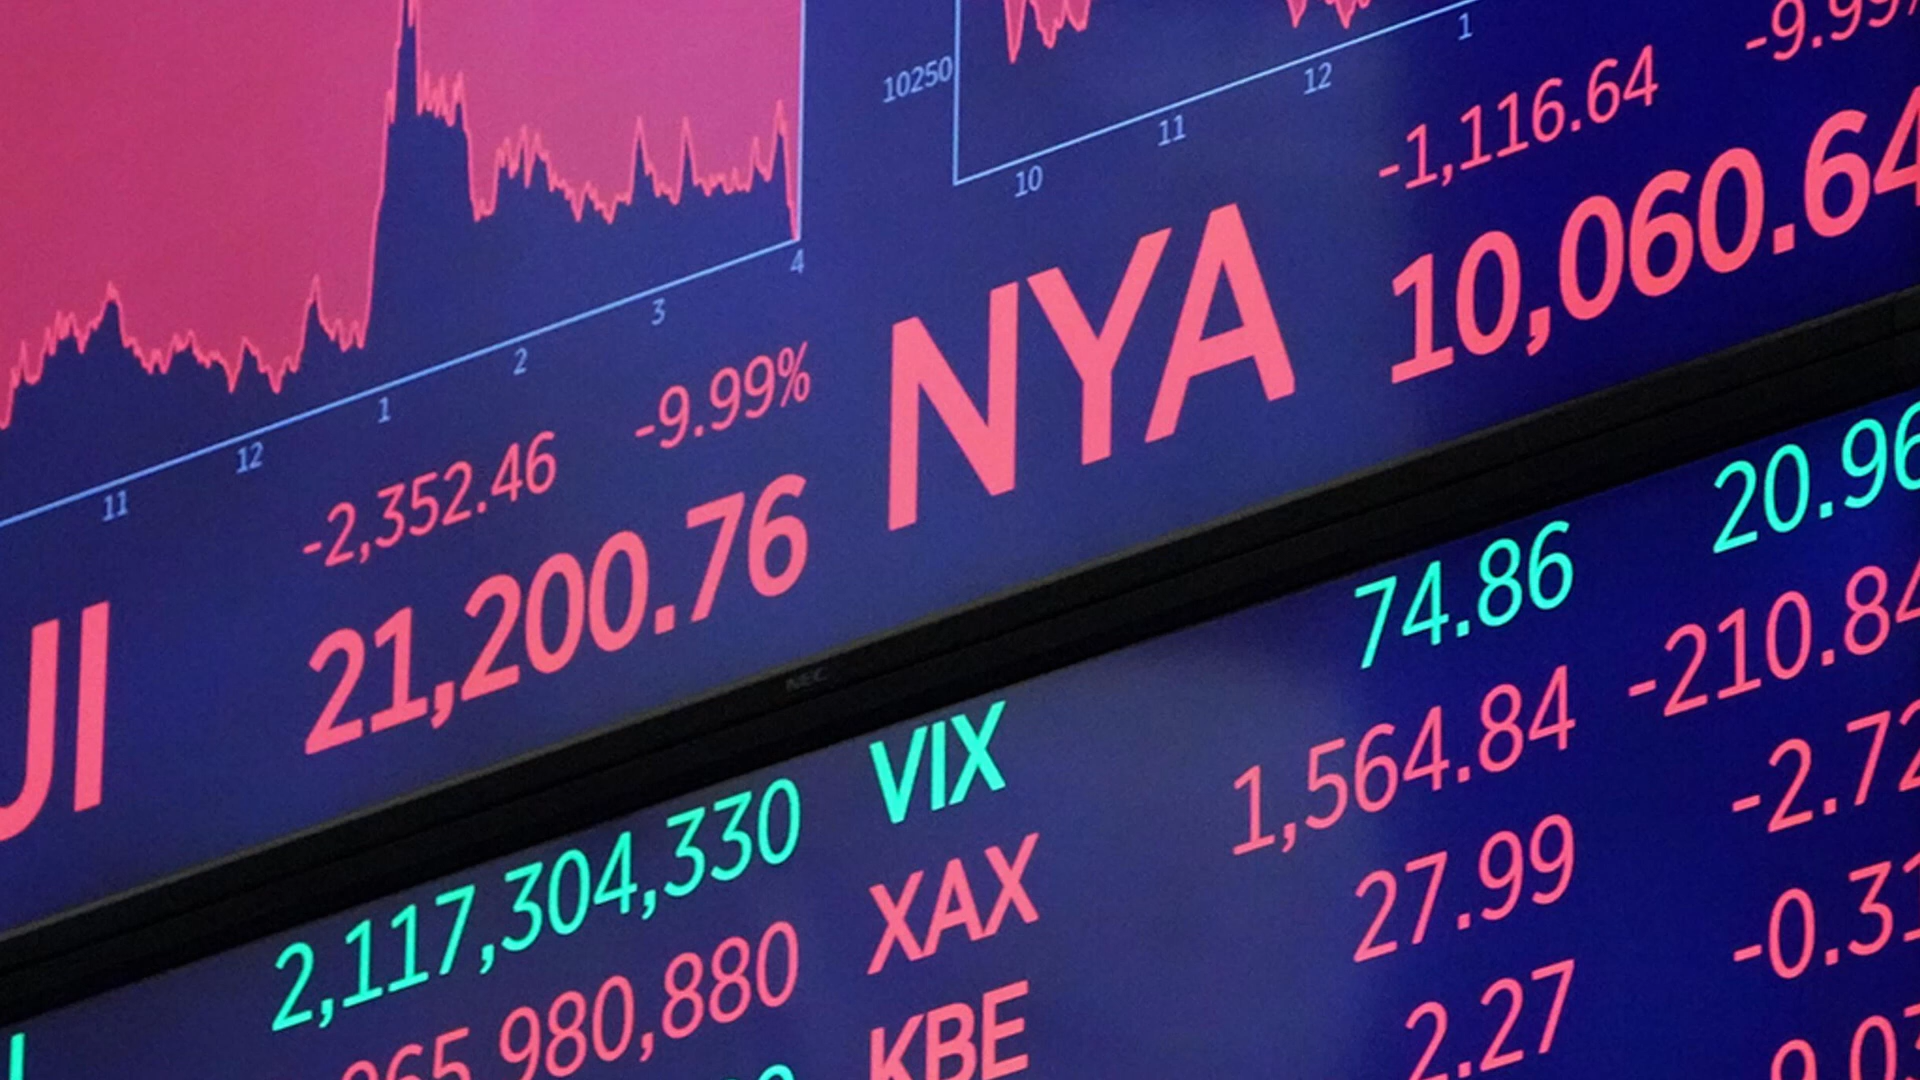 10250
10 11 12 1
-1,116.64 -9.99%
NYA 10,060.64
11 12 1 2 3 4
-2,352.46 -9.99%
JI 21,200.76
NEC
2,117,304,330
VIX 74.86 20.96
980,880
XAX 1,564.84 -210.84
KBE 27.99 -2.72
2.27 -0.31